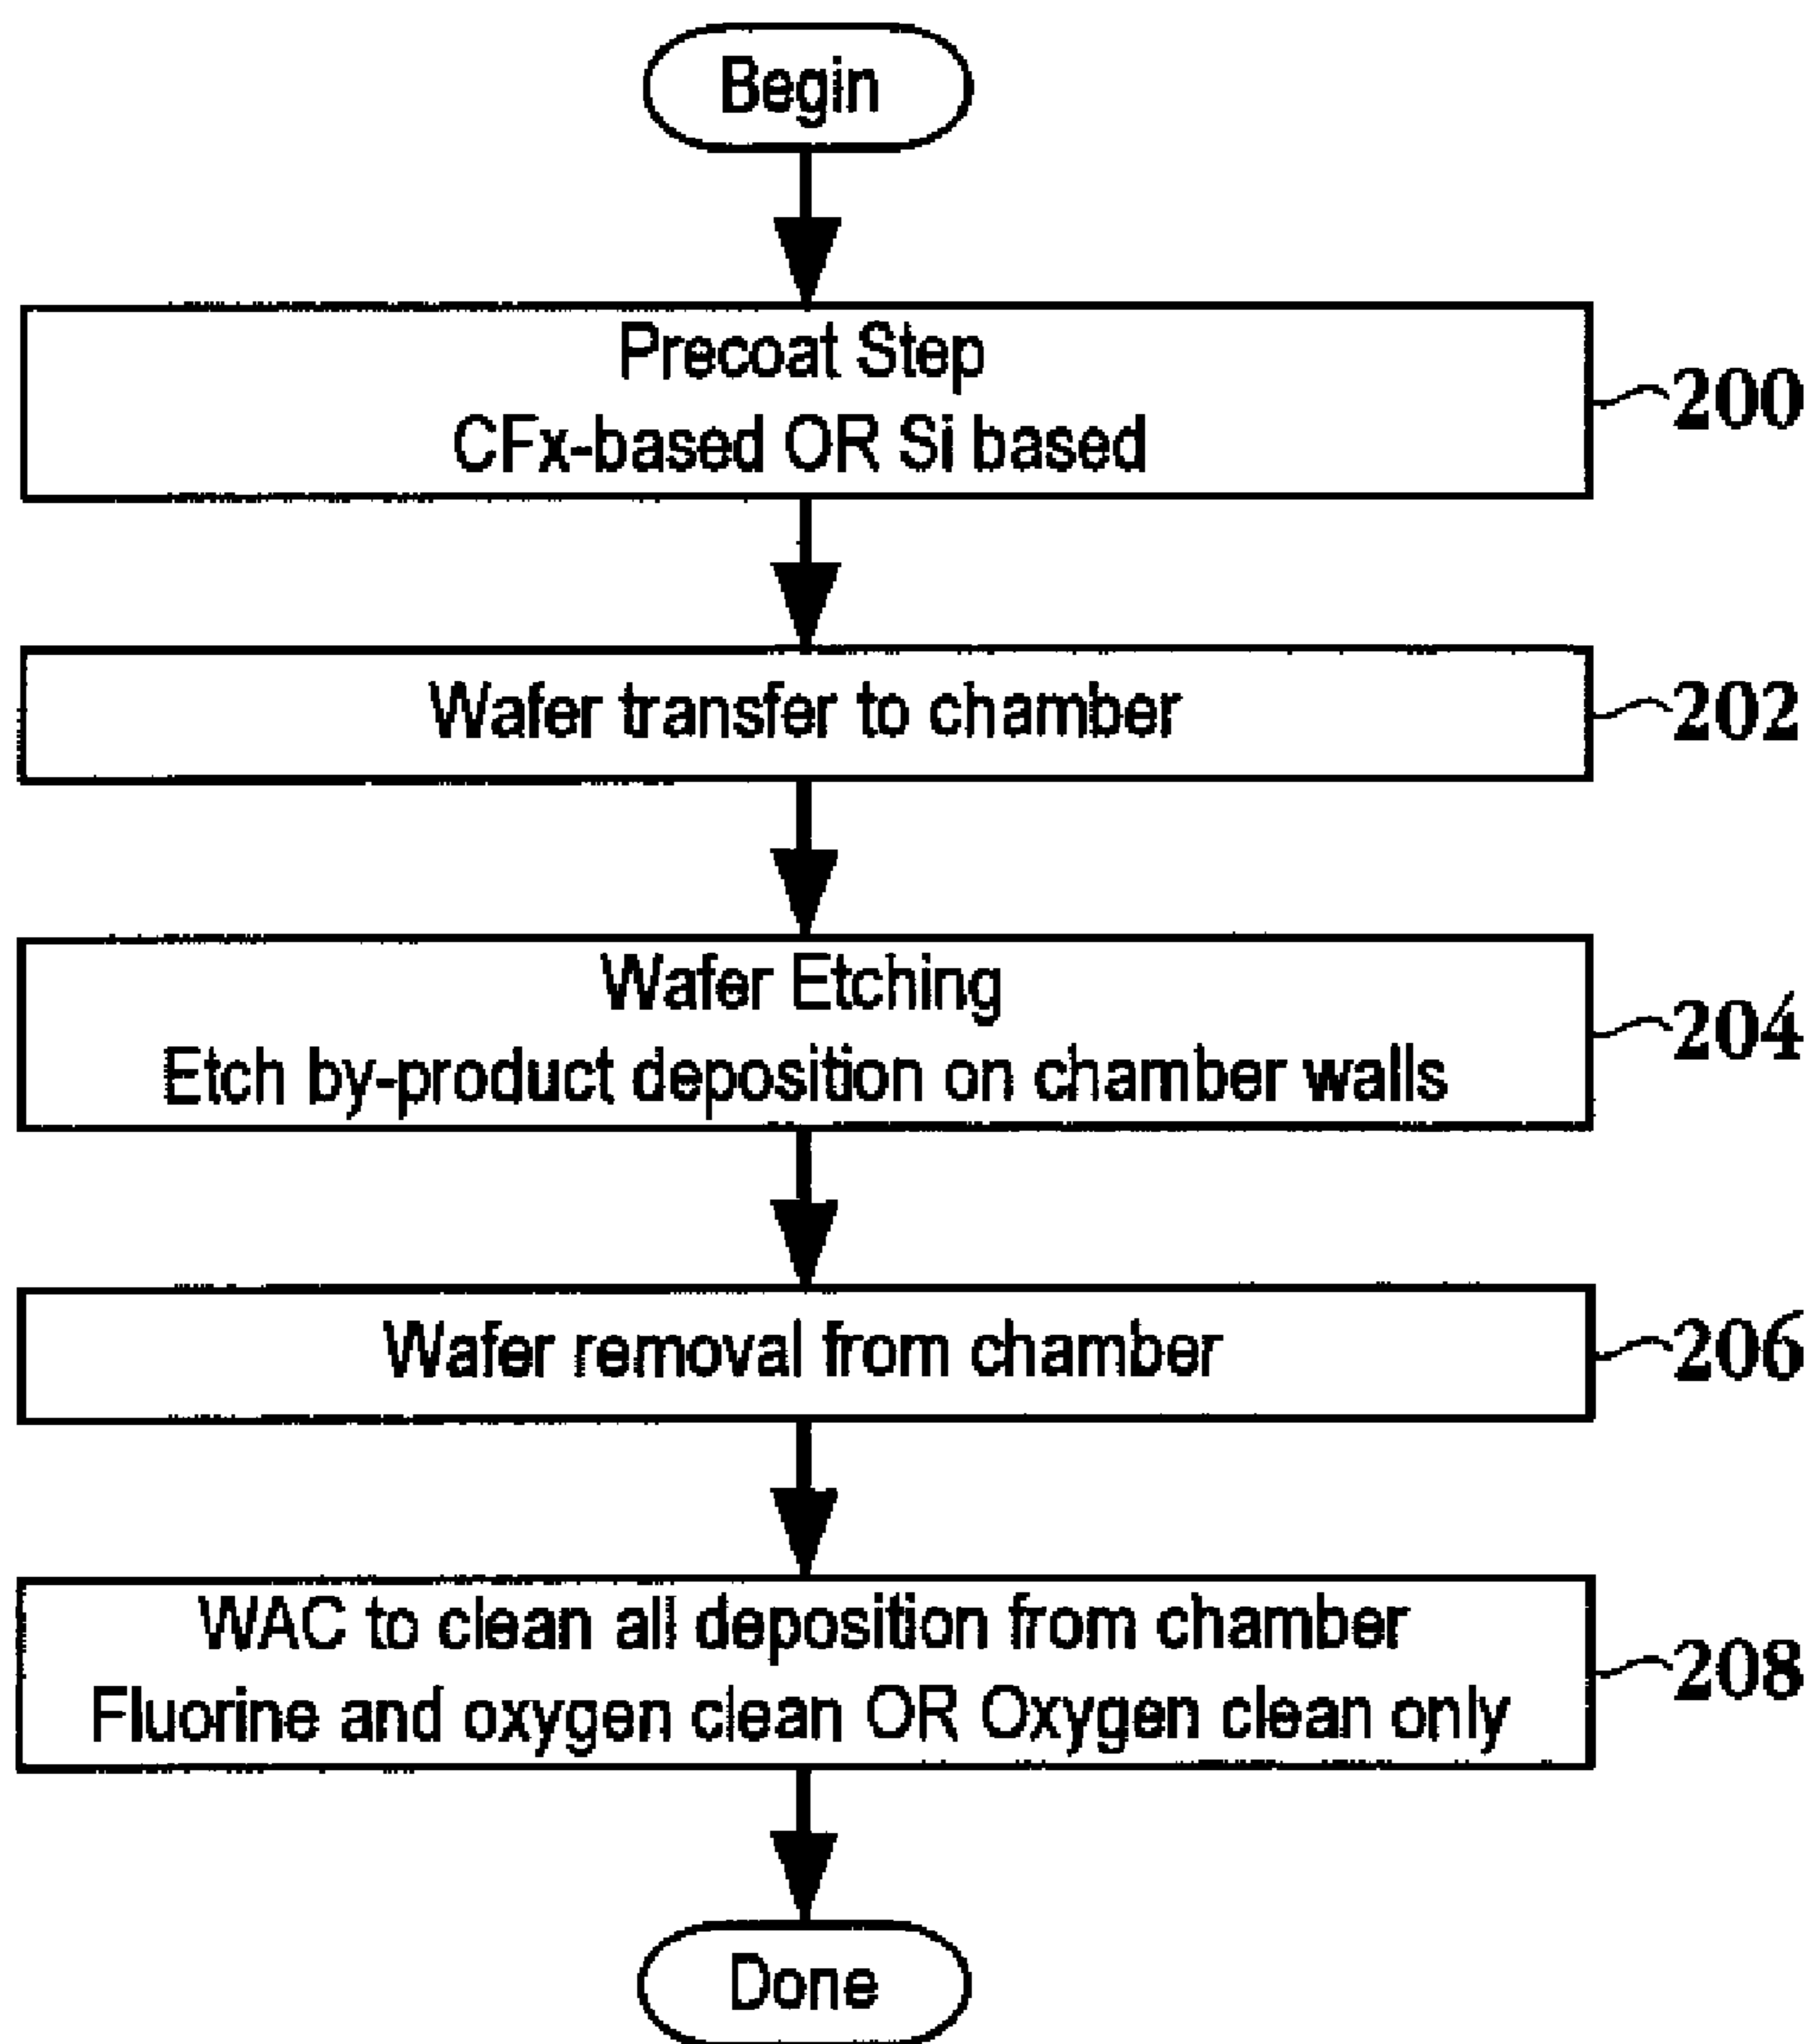 Begin
Precoat Step
CFx-based OR Si based
200
Wafer transfer to chamber
202
Wafer Etching
Etch by-product deposition on chamber walls
204
Wafer removal from chamber
206
WAC to clean all deposition from chamber
Fluorine and oxygen clean OR Oxygen clean only
208
Done